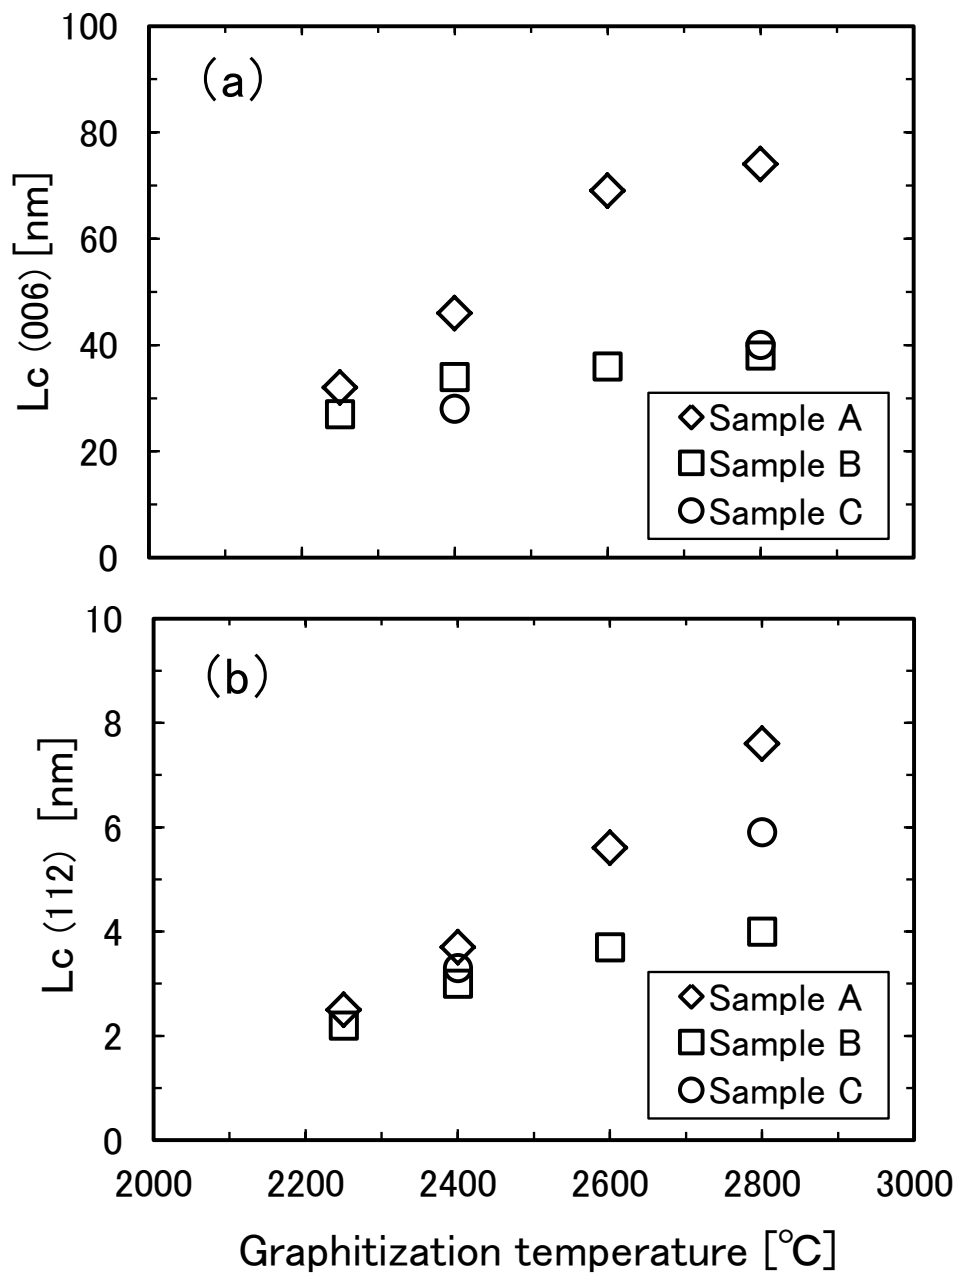 100
(a)
80
60
40
20
0
Lc (006) [nm]
Sample A
Sample B
Sample C
10
(b)
8
6
4
2
0
Lc (112) [nm]
Sample A
Sample B
Sample C
2000 2200 2400 2600 2800 3000
Graphitization temperature [℃]